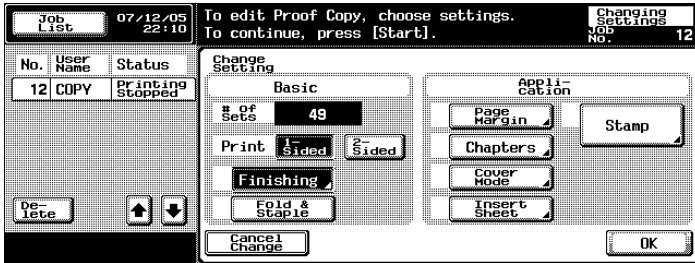 Job
List
07/12/05
22:10
To edit Proof Copy, choose settings.
To continue, press [Start].
Changing
Settings
Job
No. 12
No. User
Name Status
12 COPY Printing
Stopped
De-
lete
Change
Setting
Basic
# of
Sets 49
Print 1-
Sided 2-
Sided
Finishing
Fold &
Staple
Cancel
Change
Appli-
cation
Page
Margin
Stamp
Chapters
Cover
Mode
Insert
Sheet
OK